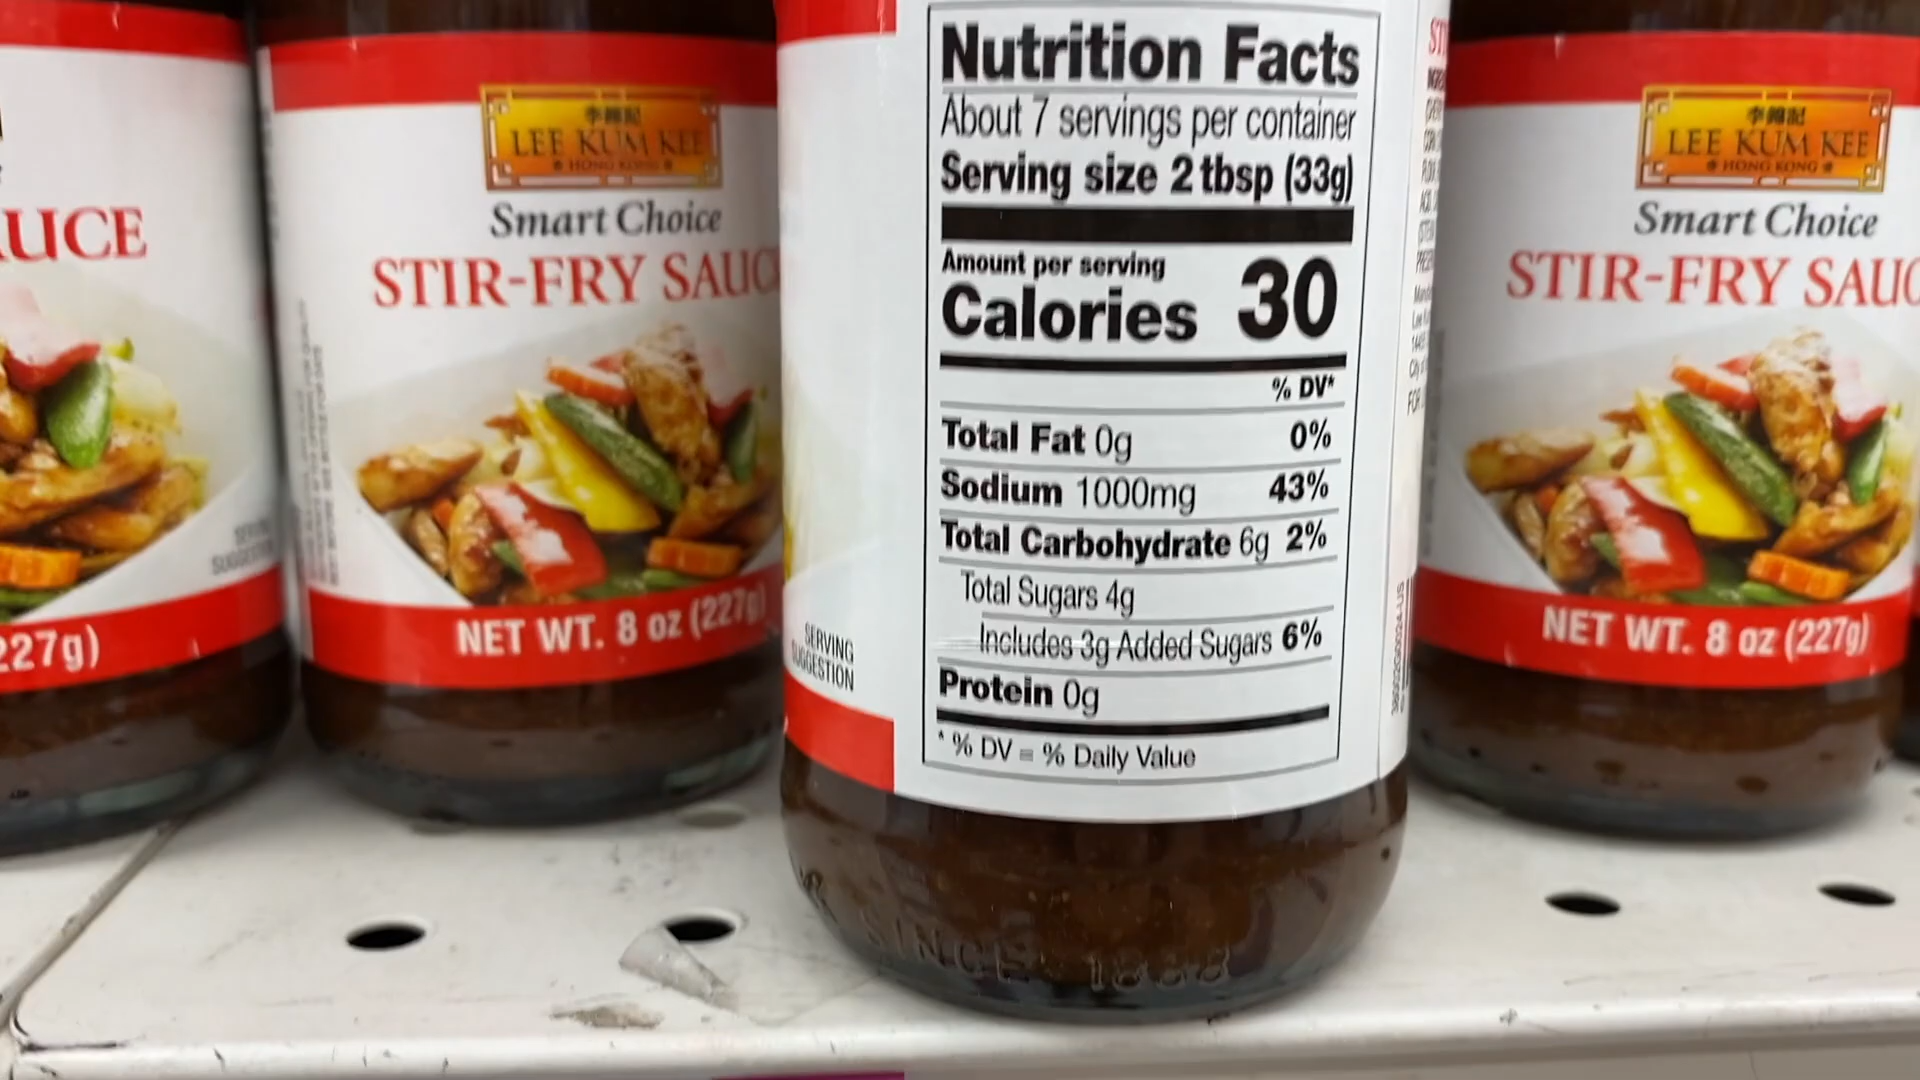 UCE
227g)
李錦記
LEE KUM KEE
HONG KONG
Smart Choice
STIR-FRY SAUC
NET WT. 8 oz (227g)
SERVING
SUGGESTION
Nutrition Facts
About 7 servings per container
Serving size 2 tbsp (33g)
Amount per serving
Calories 30
% DV*
Total Fat 0g 0%
Sodium 1000mg 43%
Total Carbohydrate 6g 2%
Total Sugars 4g
Includes 3g Added Sugars 6%
Protein 0g
* % DV = % Daily Value
SINCE 1888
李錦記
LEE KUM KEE
HONG KONG
Smart Choice
STIR-FRY SAUC
NET WT. 8 oz (227g)